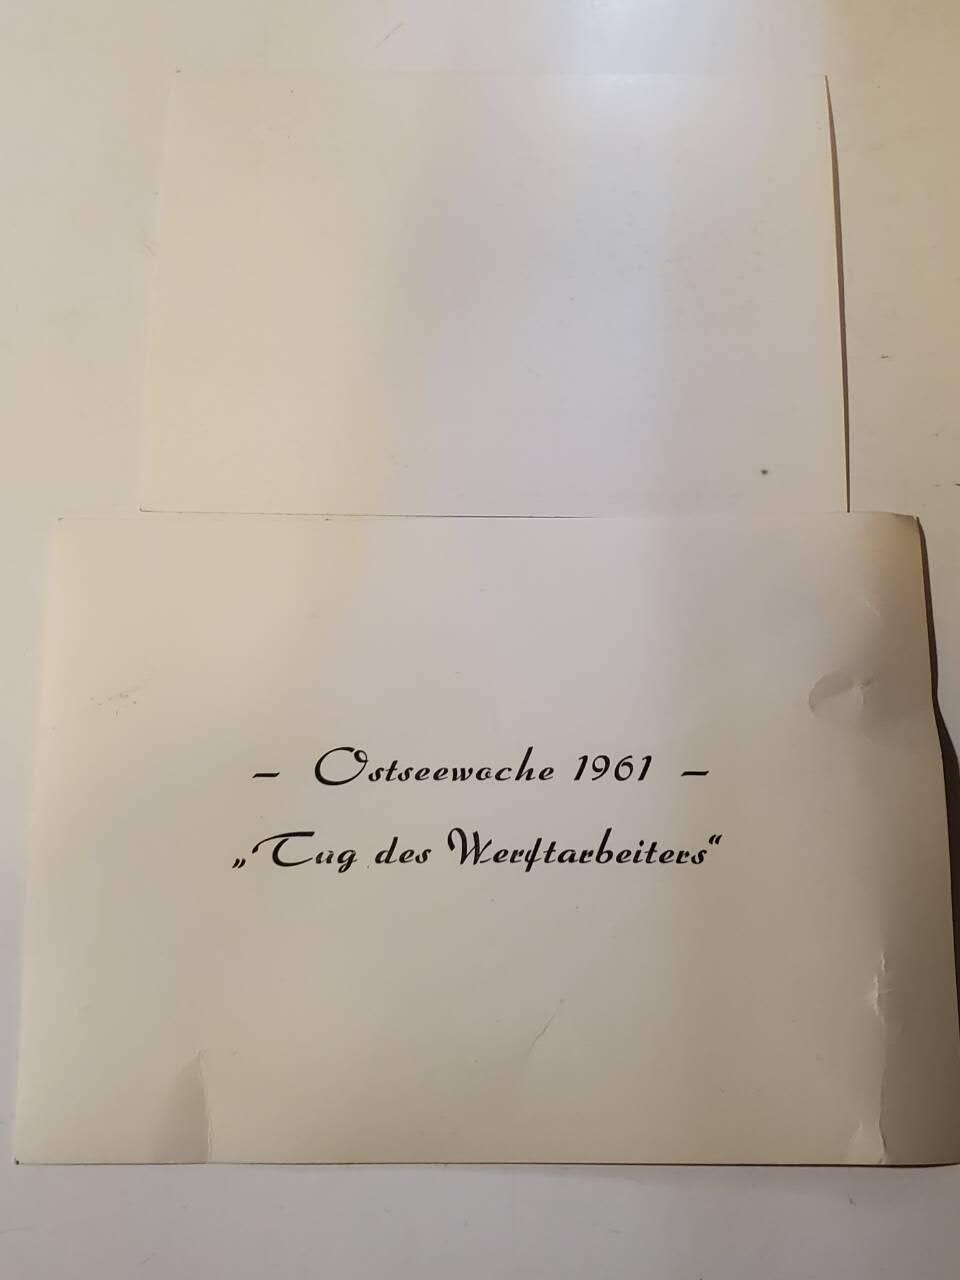 – Ostseewoche 1961 –
„Tag des Werftarbeiters“